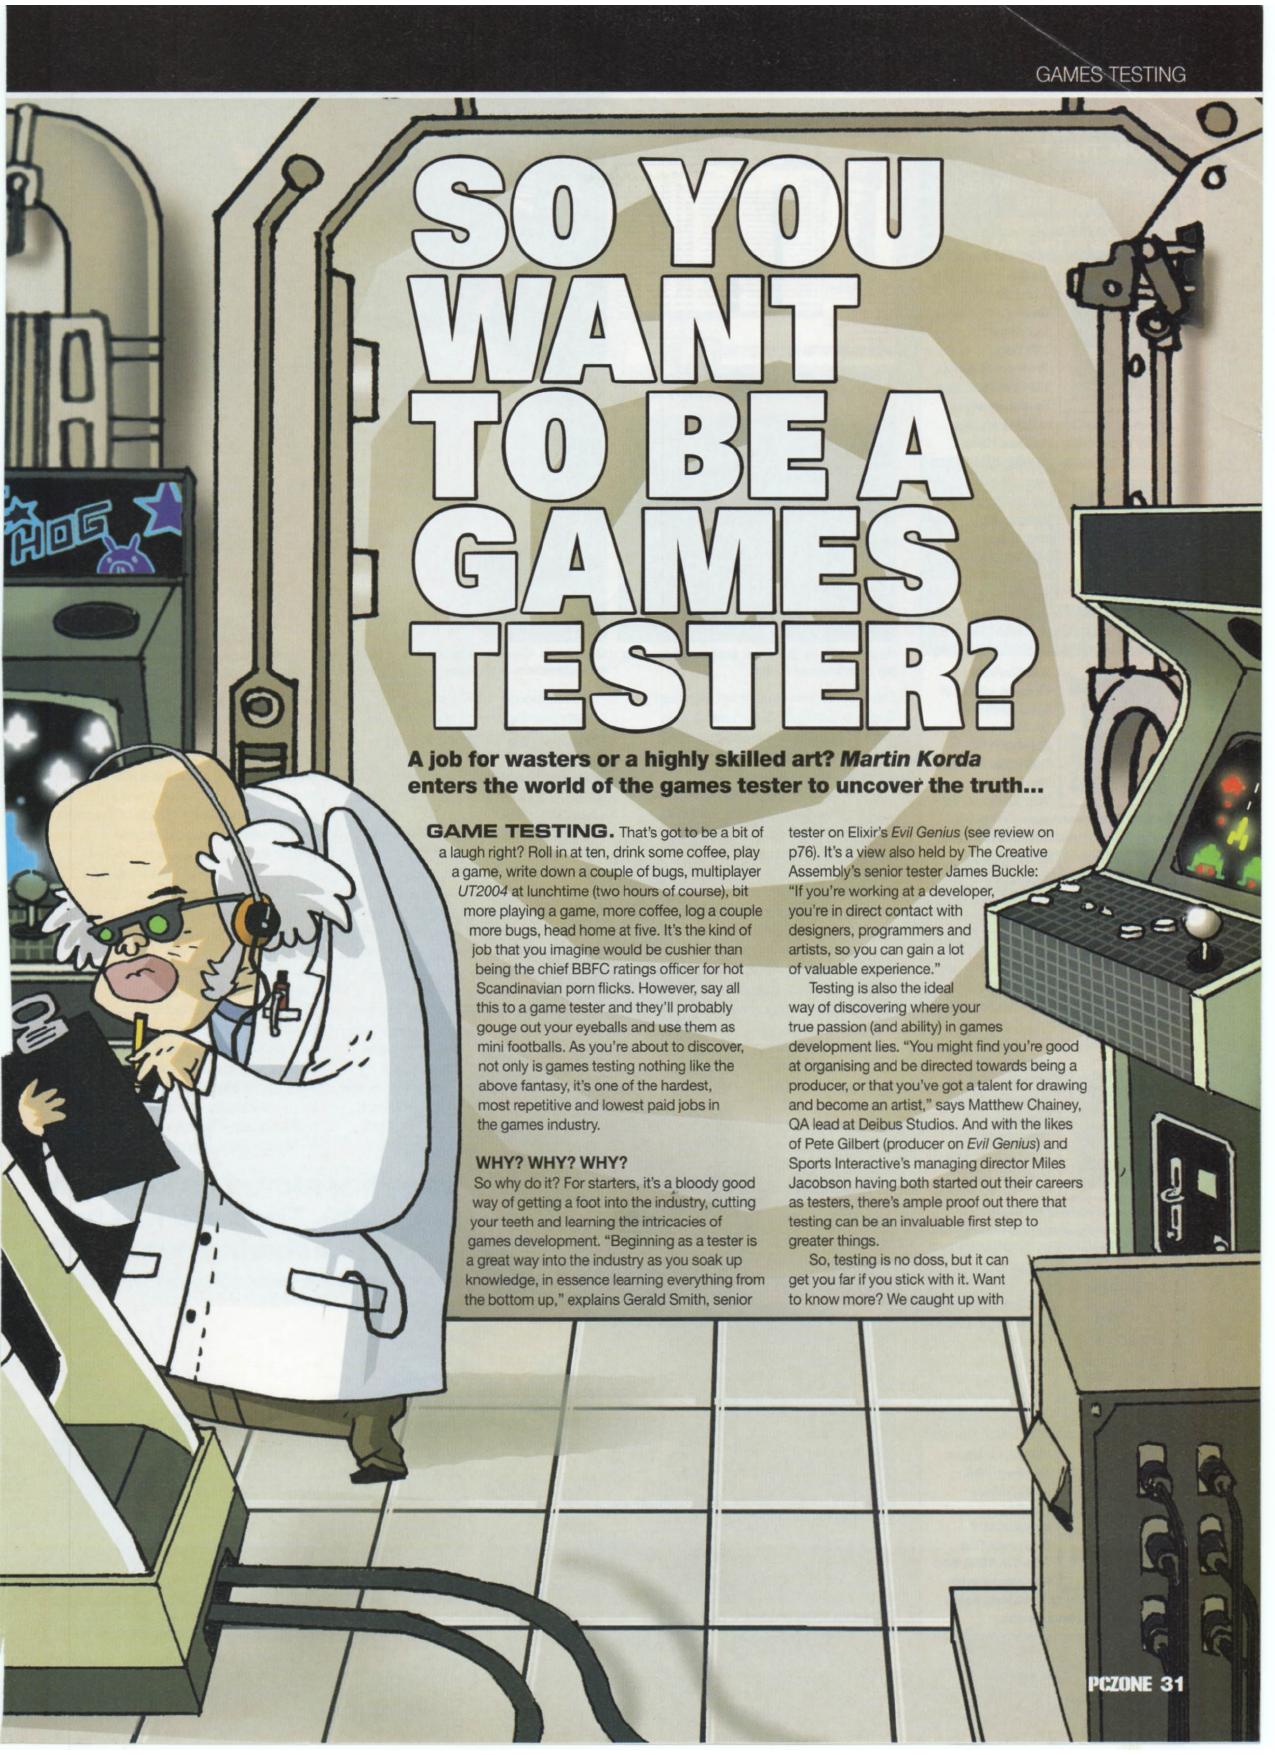 GAMES TESTING
SO YOU
WANT
TO BE A
GAMES
TESTER?
A job for wasters or a highly skilled art? Martin Korda
enters the world of the games tester to uncover the truth...
GAME TESTING. That's got to be a bit of
a laugh right? Roll in at ten, drink some coffee, play
a game, write down a couple of bugs, multiplayer
UT2004 at lunchtime (two hours of course), bit
more playing a game, more coffee, log a couple
more bugs, head home at five. It's the kind of
job that you imagine would be cushier than
being the chief BBFC ratings officer for hot
Scandinavian porn flicks. However, say all
this to a game tester and they'll probably
gouge out your eyeballs and use them as
mini footballs. As you're about to discover,
not only is games testing nothing like the
above fantasy, it's one of the hardest,
most repetitive and lowest paid jobs in
the games industry.
WHY? WHY? WHY?
So why do it? For starters, it's a bloody good
way of getting a foot into the industry, cutting
your teeth and learning the intricacies of
games development. "Beginning as a tester is
a great way into the industry as you soak up
knowledge, in essence learning everything from
the bottom up," explains Gerald Smith, senior
tester on Elixir's Evil Genius (see review on
p76). It's a view also held by The Creative
Assembly's senior tester James Buckle:
"If you're working at a developer,
you're in direct contact with
designers, programmers and
artists, so you can gain a lot
of valuable experience."
Testing is also the ideal
way of discovering where your
true passion (and ability) in games
development lies. "You might find you're good
at organising and be directed towards being a
producer, or that you've got a talent for drawing
and become an artist," says Matthew Chainey,
QA lead at Deibus Studios. And with the likes
of Pete Gilbert (producer on Evil Genius) and
Sports Interactive's managing director Miles
Jacobson having both started out their careers
as testers, there's ample proof out there that
testing can be an invaluable first step to
greater things.
So, testing is no doss, but it can
get you far if you stick with it. Want
to know more? We caught up with
HOG
PCZONE 31